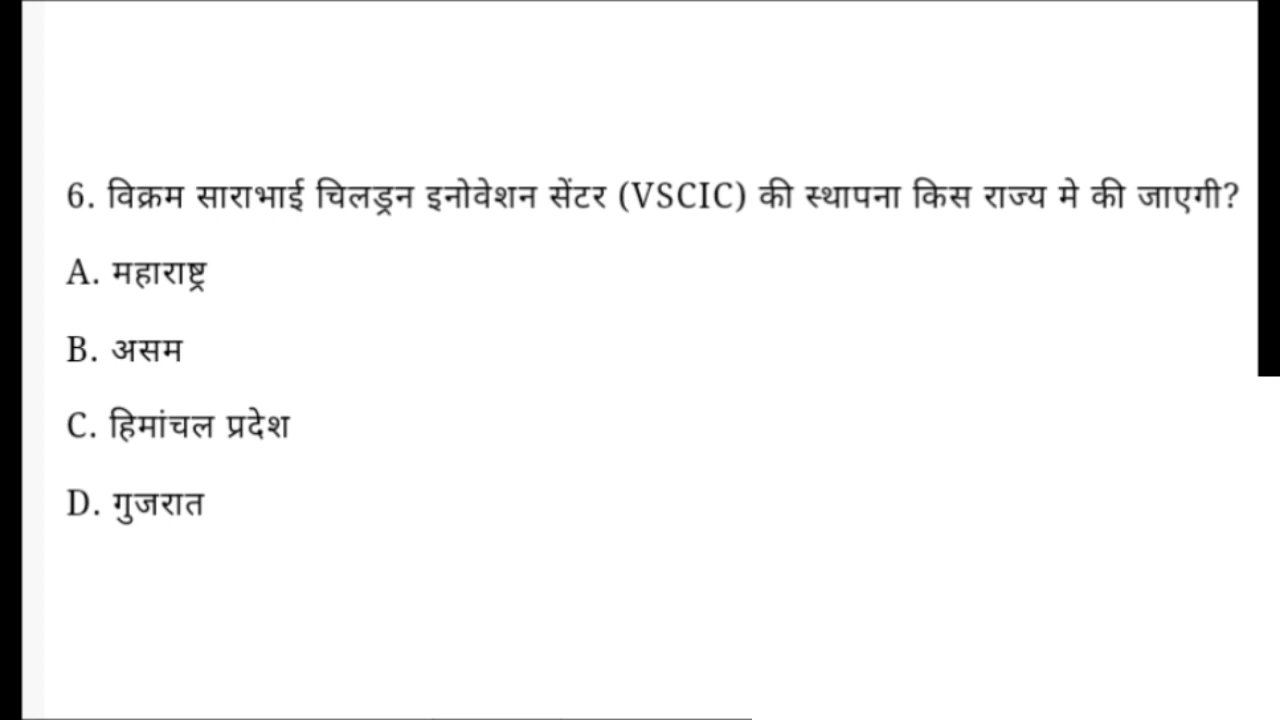 6. विक्रम साराभाई चिलड्रन इनोवेशन सेंटर (VSCIC) की स्थापना किस राज्य मे की जाएगी?
A. महाराष्ट्र
B. असम
C. हिमांचल प्रदेश
D. गुजरात